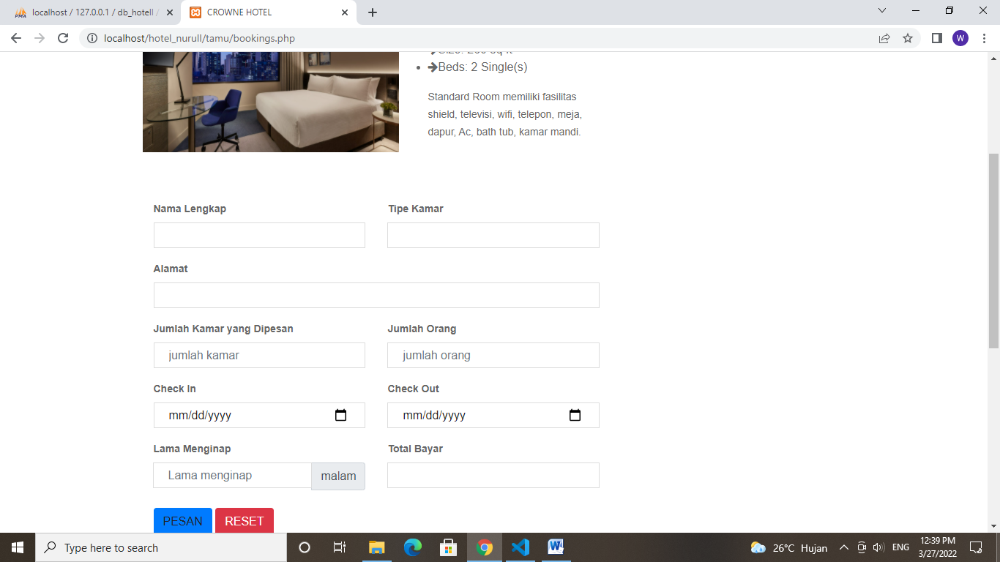 localhost / 127.0.0.1 / db_hotell /
CROWNE HOTEL
localhost/hotel_nurull/tamu/bookings.php
W
Size: 260 sq ft
Beds: 2 Single(s)
Standard Room memiliki fasilitas
shield, televisi, wifi, telepon, meja,
dapur, Ac, bath tub, kamar mandi.
Nama Lengkap
Tipe Kamar
Alamat
Jumlah Kamar yang Dipesan
Jumlah Orang
jumlah kamar
jumlah orang
Check In
Check Out
mm/dd/yyyy
mm/dd/yyyy
Lama Menginap
Total Bayar
Lama menginap
malam
PESAN
RESET
Type here to search
26°C Hujan
ENG
12:39 PM
3/27/2022